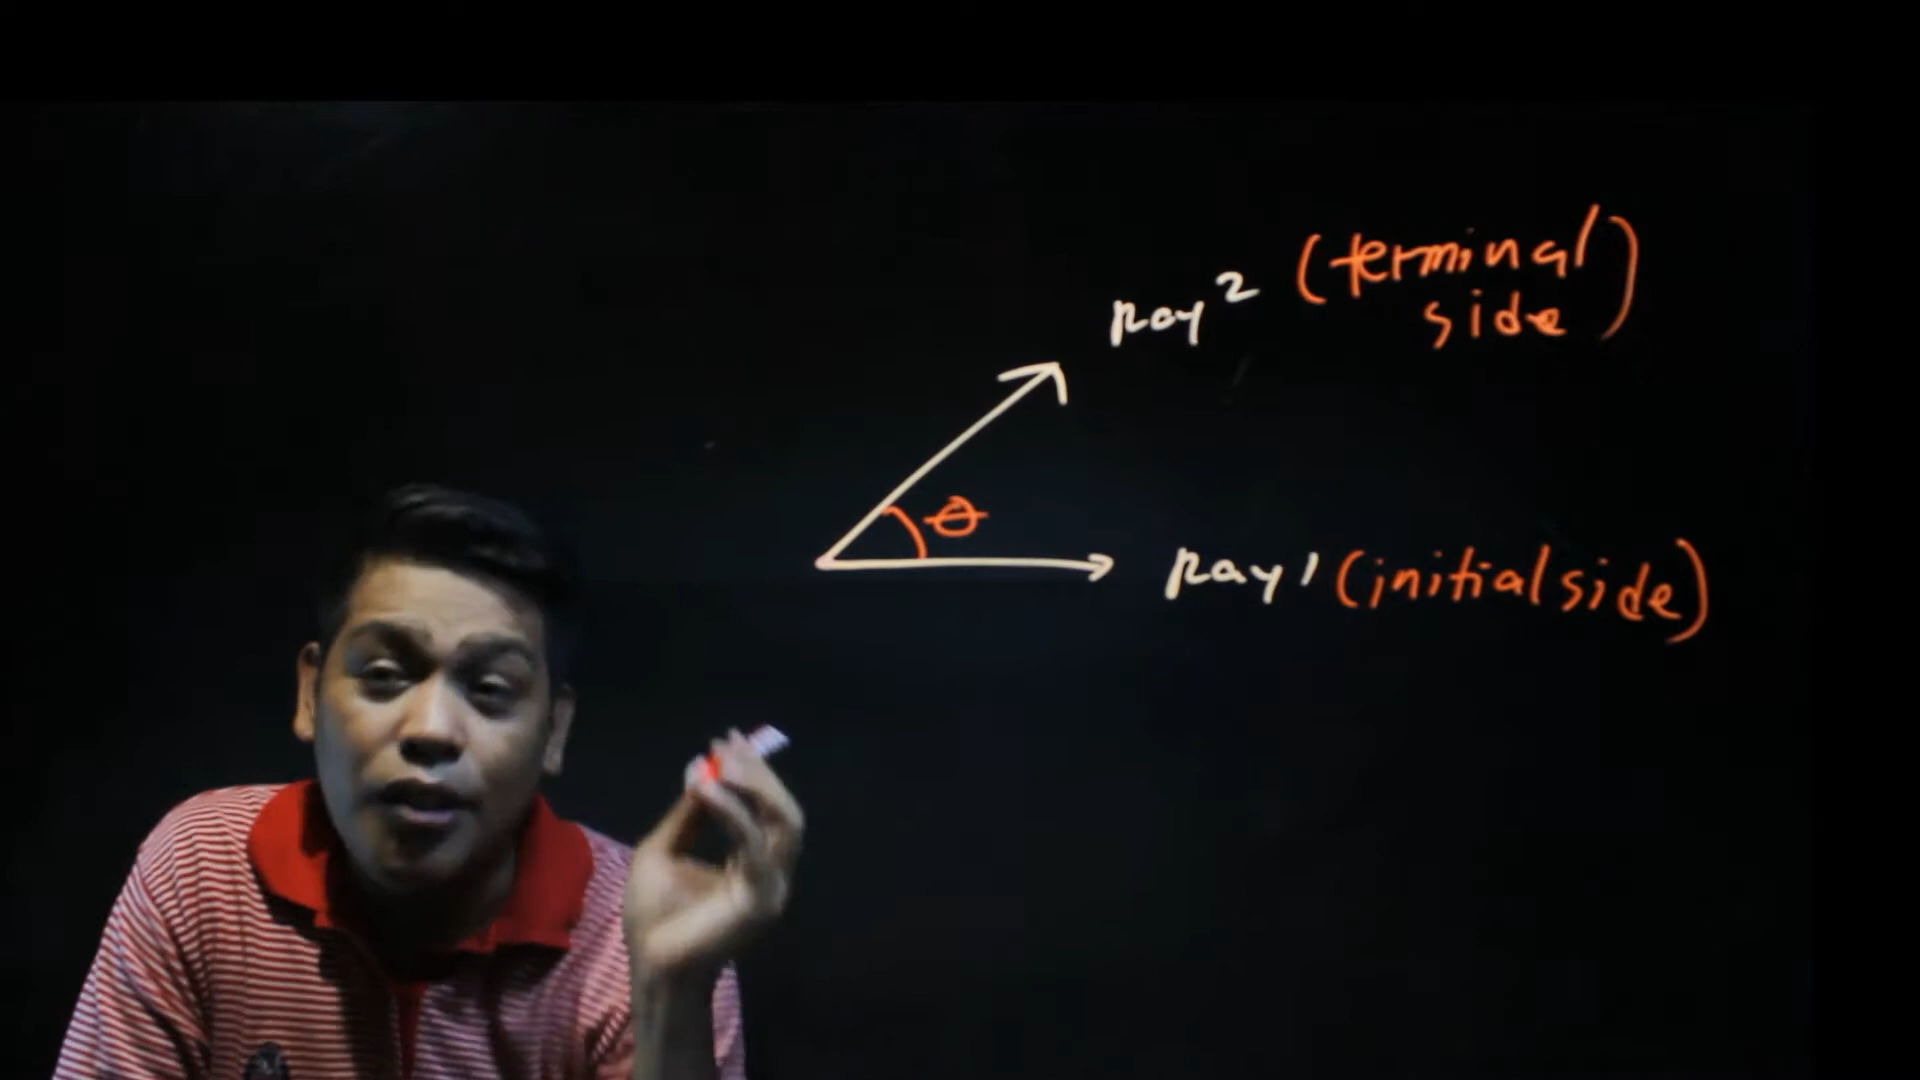 Ray 2 (terminal
side)
θ
Ray 1 (initial side)